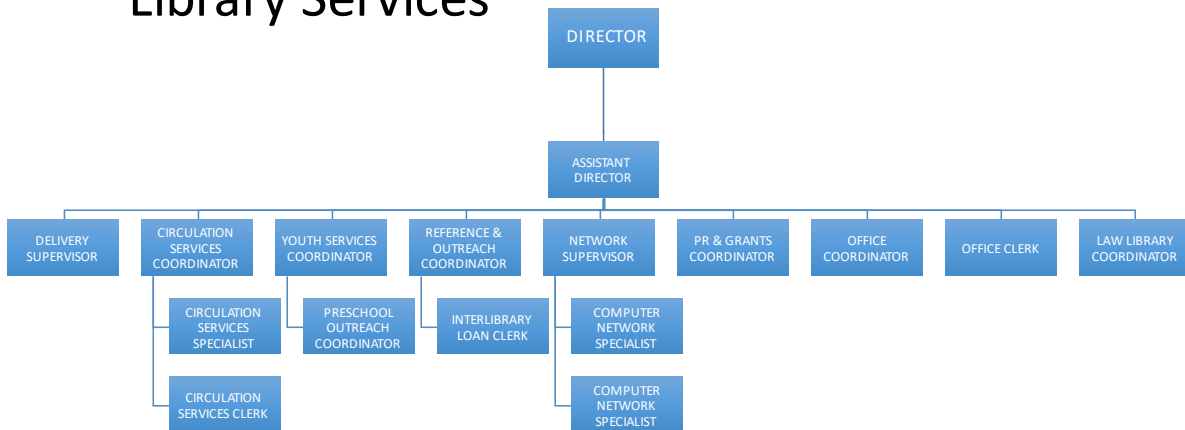 Library Services
DIRECTOR
ASSISTANT
DIRECTOR
DELIVERY
SUPERVISOR
CIRCULATION
SERVICES
COORDINATOR
YOUTH SERVICES
COORDINATOR
REFERENCE &
OUTREACH
COORDINATOR
NETWORK
SUPERVISOR
PR & GRANTS
COORDINATOR
OFFICE
COORDINATOR
OFFICE CLERK
LAW LIBRARY
COORDINATOR
CIRCULATION
SERVICES
SPECIALIST
PRESCHOOL
OUTREACH
COORDINATOR
INTERLIBRARY
LOAN CLERK
COMPUTER
NETWORK
SPECIALIST
CIRCULATION
SERVICES CLERK
COMPUTER
NETWORK
SPECIALIST